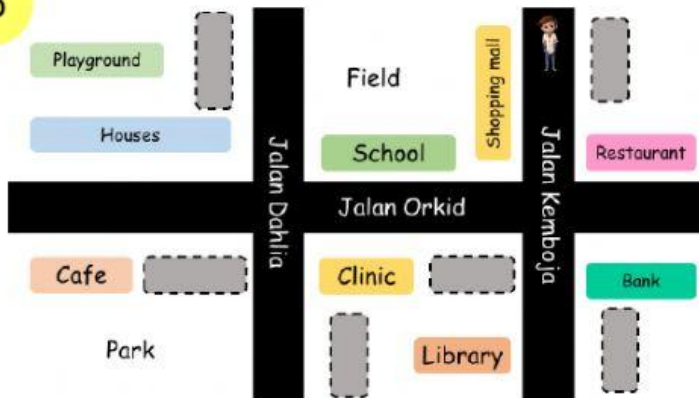 Playground
Field
Shopping mall
Houses
School
Restaurant
Jalan Dahlia
Jalan Orkid
Jalan Kemboja
Cafe
Clinic
Bank
Park
Library